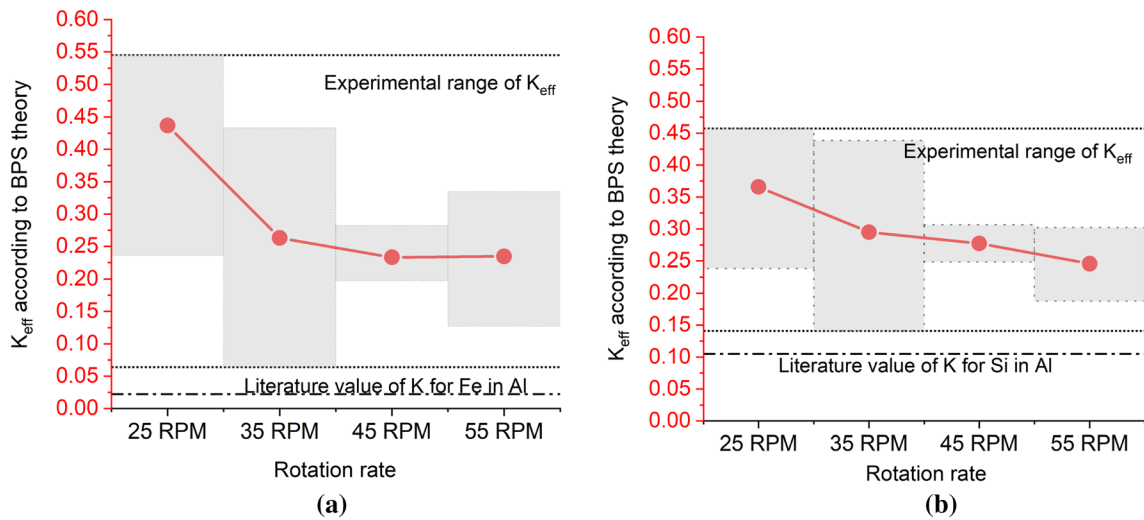 0.60
0.55
0.50
0.45
0.40
0.35
0.30
0.25
0.20
0.15
0.10
0.05
0.00
K_eff according to BPS theory
Experimental range of K_eff
Literature value of K for Fe in Al
25 RPM 35 RPM 45 RPM 55 RPM
Rotation rate
(a)
0.60
0.55
0.50
0.45
0.40
0.35
0.30
0.25
0.20
0.15
0.10
0.05
0.00
K_eff according to BPS theory
Experimental range of K_eff
Literature value of K for Si in Al
25 RPM 35 RPM 45 RPM 55 RPM
Rotation rate
(b)